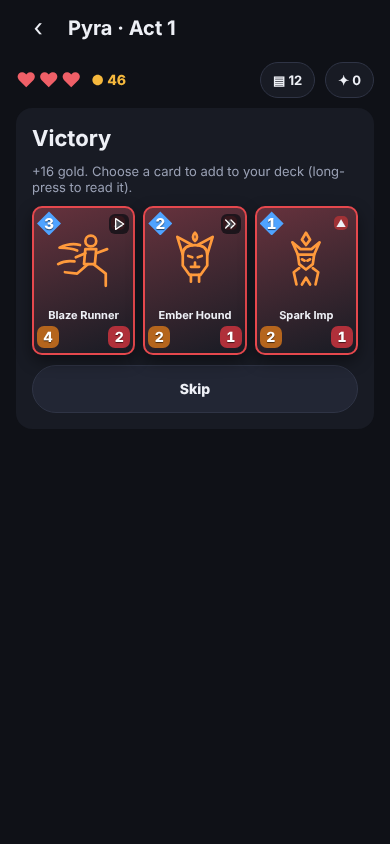 Pyra · Act 1
46
12
0
Victory
+16 gold. Choose a card to add to your deck (long-
press to read it).
3
2
1
Blaze Runner
Ember Hound
Spark Imp
4
2
2
1
2
1
Skip